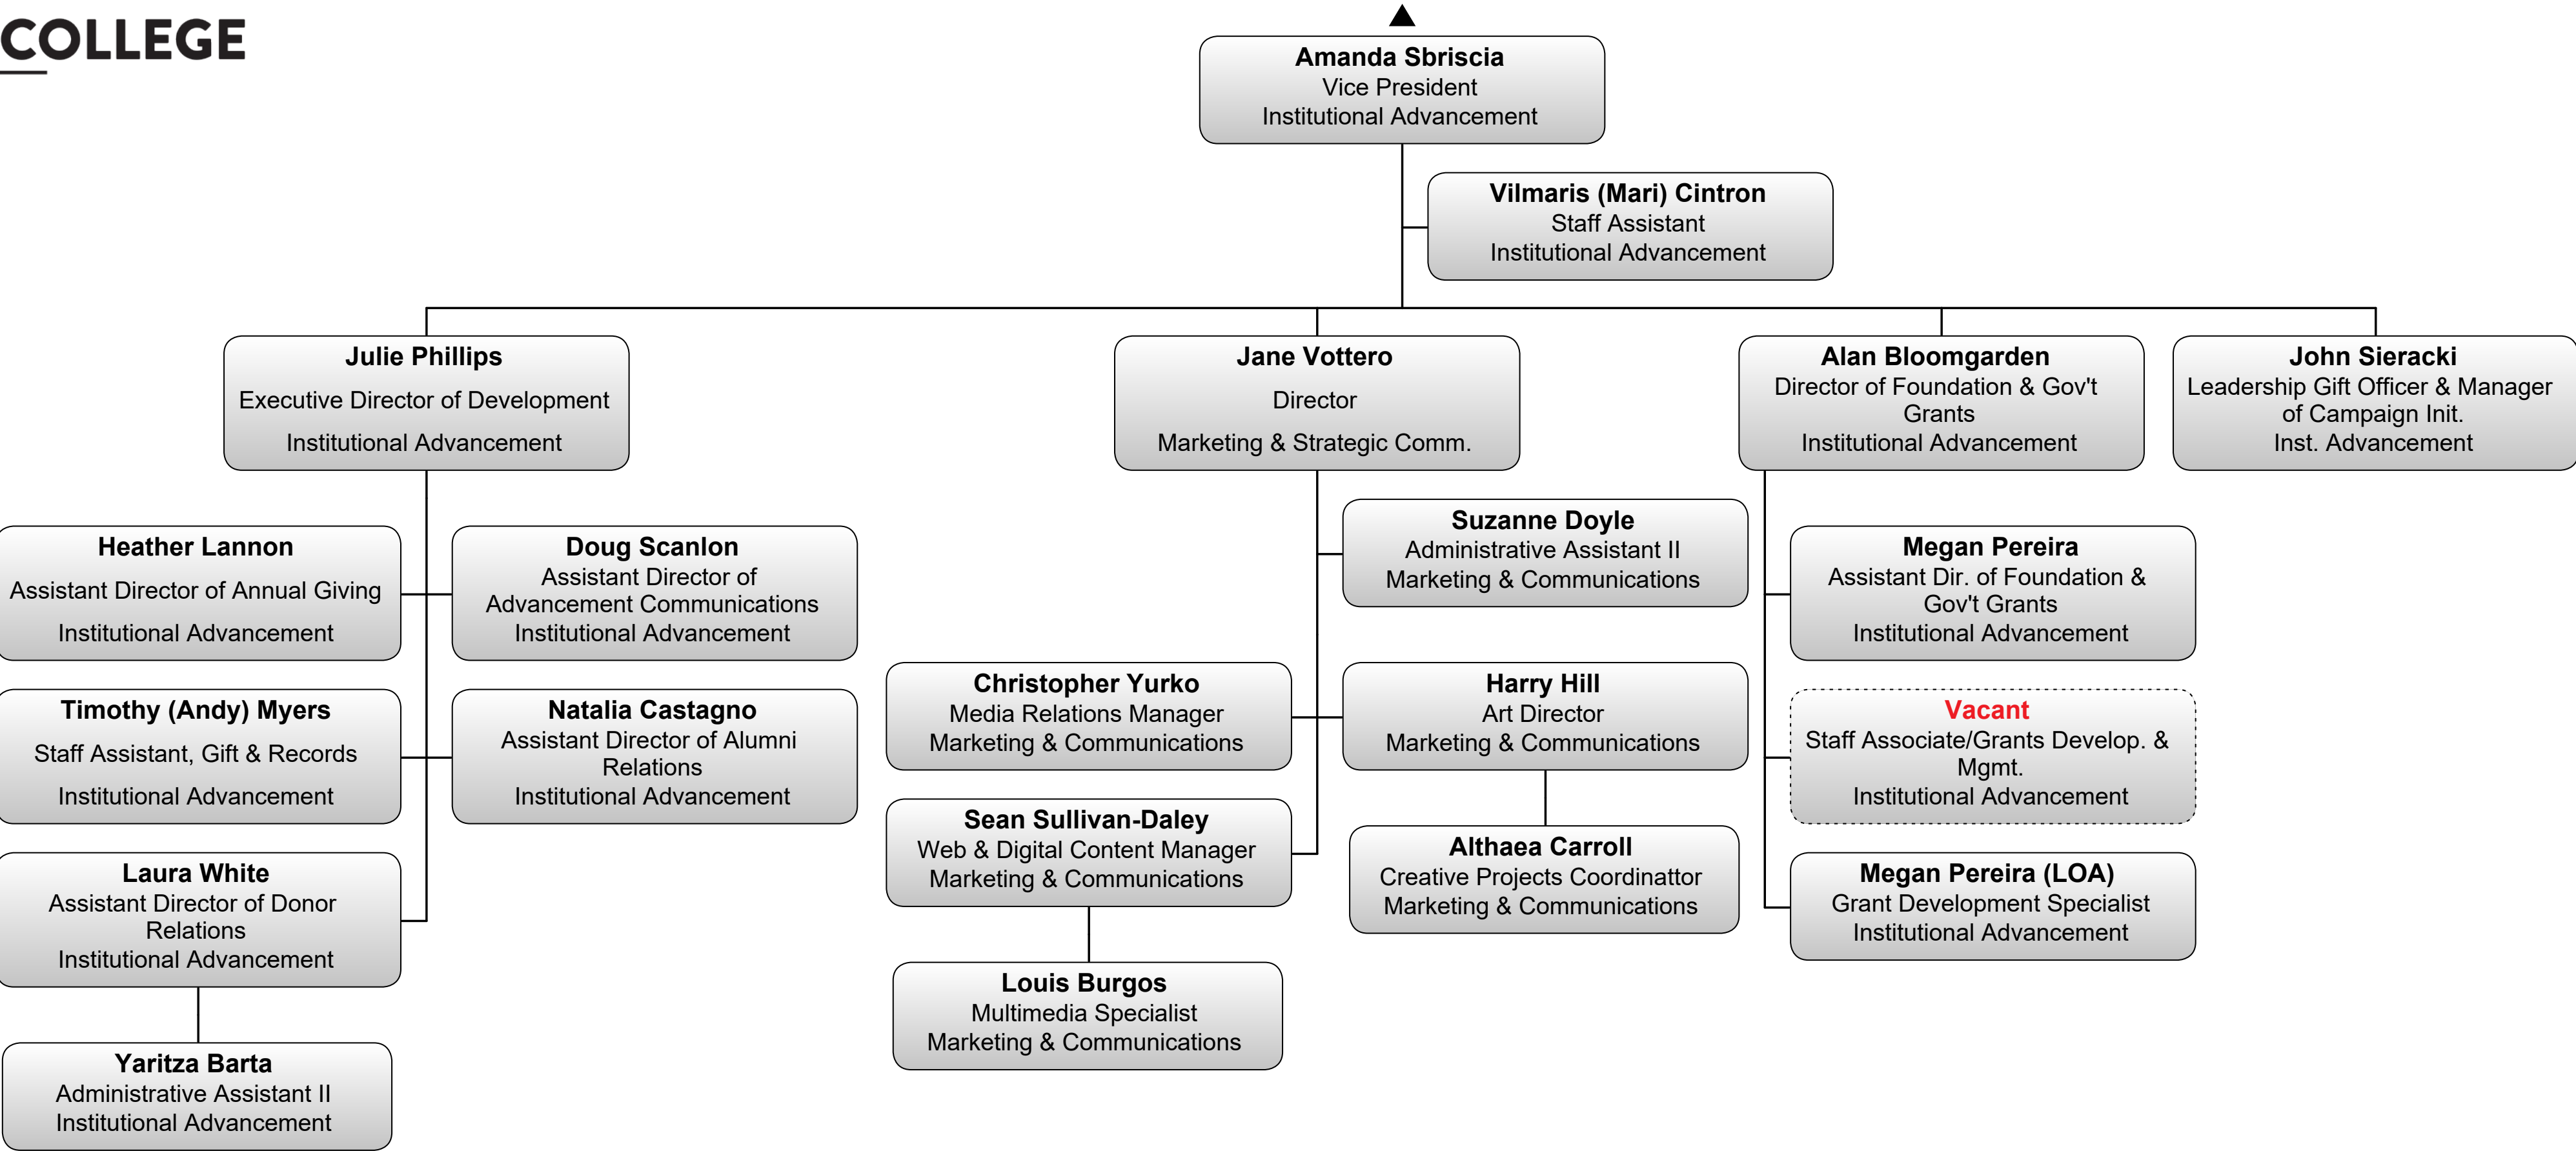 COLLEGE
Amanda Sbriscia
Vice President
Institutional Advancement
Vilmaris (Mari) Cintron
Staff Assistant
Institutional Advancement
Julie Phillips
Executive Director of Development
Institutional Advancement
Jane Vottero
Director
Marketing & Strategic Comm.
Alan Bloomgarden
Director of Foundation & Gov't
Grants
Institutional Advancement
John Sieracki
Leadership Gift Officer & Manager
of Campaign Init.
Inst. Advancement
Heather Lannon
Assistant Director of Annual Giving
Institutional Advancement
Doug Scanlon
Assistant Director of
Advancement Communications
Institutional Advancement
Timothy (Andy) Myers
Staff Assistant, Gift & Records
Institutional Advancement
Natalia Castagno
Assistant Director of Alumni
Relations
Institutional Advancement
Laura White
Assistant Director of Donor
Relations
Institutional Advancement
Yaritza Barta
Administrative Assistant II
Institutional Advancement
Suzanne Doyle
Administrative Assistant II
Marketing & Communications
Christopher Yurko
Media Relations Manager
Marketing & Communications
Harry Hill
Art Director
Marketing & Communications
Sean Sullivan-Daley
Web & Digital Content Manager
Marketing & Communications
Althaea Carroll
Creative Projects Coordinattor
Marketing & Communications
Louis Burgos
Multimedia Specialist
Marketing & Communications
Megan Pereira
Assistant Dir. of Foundation &
Gov't Grants
Institutional Advancement
Vacant
Staff Associate/Grants Develop. &
Mgmt.
Institutional Advancement
Megan Pereira (LOA)
Grant Development Specialist
Institutional Advancement